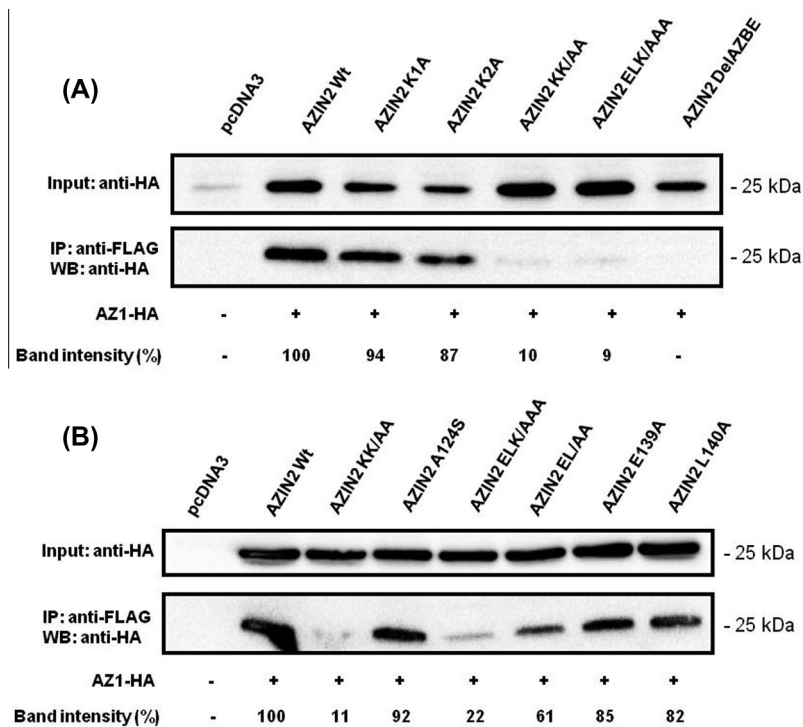 (A)
pcDNA3
AZIN2 Wt
AZIN2 K1A
AZIN2 K2A
AZIN2 KK/AA
AZIN2 ELK/AAA
AZIN2 DelAZBE
Input: anti-HA
- 25 kDa
IP: anti-FLAG
WB: anti-HA
- 25 kDa
AZ1-HA - + + + + + +
Band intensity (%) - 100 94 87 10 9 -
(B)
pcDNA3
AZIN2 Wt
AZIN2 KK/AA
AZIN2 A124S
AZIN2 ELK/AAA
AZIN2 EL/AA
AZIN2 E139A
AZIN2 L140A
Input: anti-HA
- 25 kDa
IP: anti-FLAG
WB: anti-HA
- 25 kDa
AZ1-HA - + + + + + + +
Band intensity (%) - 100 11 92 22 61 85 82